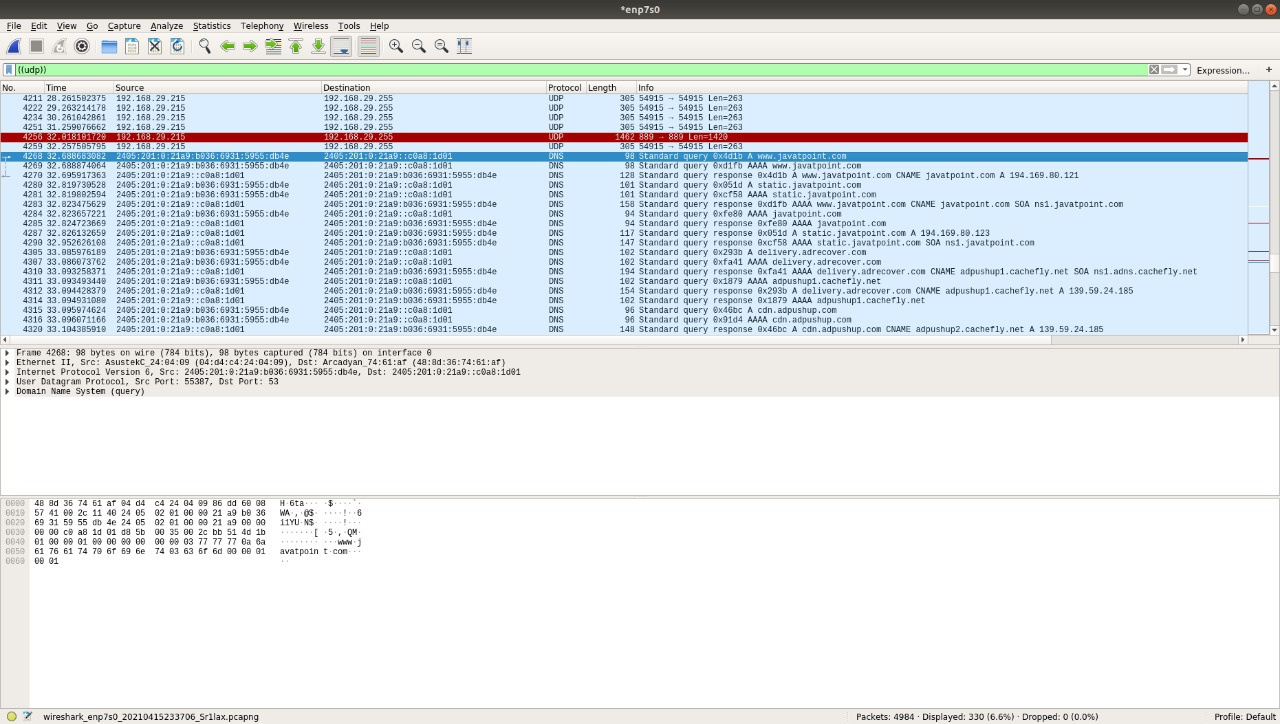 *enp7s0
File Edit View Go Capture Analyze Statistics Telephony Wireless Tools Help
((udp))
Expression... +
No. Time Source Destination Protocol Length Info
4211 28.261502375 192.168.29.215 192.168.29.255 UDP 305 54915 → 54915 Len=263
4222 29.263214178 192.168.29.215 192.168.29.255 UDP 305 54915 → 54915 Len=263
4234 30.261042861 192.168.29.215 192.168.29.255 UDP 305 54915 → 54915 Len=263
4251 31.259076662 192.168.29.215 192.168.29.255 UDP 305 54915 → 54915 Len=263
4256 32.018101720 192.168.29.215 192.168.29.255 UDP 1462 889 → 889 Len=1420
4259 32.257505795 192.168.29.215 192.168.29.255 UDP 305 54915 → 54915 Len=263
4268 32.688663082 2405:201:0:21a9:b036:6931:5955:db4e 2405:201:0:21a9::c0a8:1d01 DNS 98 Standard query 0x4d1b A www.javatpoint.com
4269 32.688874064 2405:201:0:21a9:b036:6931:5955:db4e 2405:201:0:21a9::c0a8:1d01 DNS 98 Standard query 0xd1fb AAAA www.javatpoint.com
4270 32.695917363 2405:201:0:21a9::c0a8:1d01 2405:201:0:21a9:b036:6931:5955:db4e DNS 128 Standard query response 0x4d1b A www.javatpoint.com CNAME javatpoint.com A 194.169.80.121
4280 32.819730528 2405:201:0:21a9:b036:6931:5955:db4e 2405:201:0:21a9::c0a8:1d01 DNS 101 Standard query 0x051d A static.javatpoint.com
4281 32.819802594 2405:201:0:21a9:b036:6931:5955:db4e 2405:201:0:21a9::c0a8:1d01 DNS 101 Standard query 0xcf58 AAAA static.javatpoint.com
4283 32.823475629 2405:201:0:21a9::c0a8:1d01 2405:201:0:21a9:b036:6931:5955:db4e DNS 158 Standard query response 0xd1fb AAAA www.javatpoint.com CNAME javatpoint.com SOA ns1.javatpoint.com
4284 32.823657221 2405:201:0:21a9:b036:6931:5955:db4e 2405:201:0:21a9::c0a8:1d01 DNS 94 Standard query 0xfe80 AAAA javatpoint.com
4285 32.824723669 2405:201:0:21a9::c0a8:1d01 2405:201:0:21a9:b036:6931:5955:db4e DNS 94 Standard query response 0xfe80 AAAA javatpoint.com
4287 32.826132659 2405:201:0:21a9::c0a8:1d01 2405:201:0:21a9:b036:6931:5955:db4e DNS 117 Standard query response 0x051d A static.javatpoint.com A 194.169.80.123
4290 32.952626108 2405:201:0:21a9::c0a8:1d01 2405:201:0:21a9:b036:6931:5955:db4e DNS 147 Standard query response 0xcf58 AAAA static.javatpoint.com SOA ns1.javatpoint.com
4305 33.085976189 2405:201:0:21a9:b036:6931:5955:db4e 2405:201:0:21a9::c0a8:1d01 DNS 102 Standard query 0x293b A delivery.adrecover.com
4307 33.086073762 2405:201:0:21a9:b036:6931:5955:db4e 2405:201:0:21a9::c0a8:1d01 DNS 102 Standard query 0xfa41 AAAA delivery.adrecover.com
4310 33.093258371 2405:201:0:21a9::c0a8:1d01 2405:201:0:21a9:b036:6931:5955:db4e DNS 194 Standard query response 0xfa41 AAAA delivery.adrecover.com CNAME adpushup1.cachefly.net SOA ns1.adns.cachefly.net
4311 33.093493440 2405:201:0:21a9:b036:6931:5955:db4e 2405:201:0:21a9::c0a8:1d01 DNS 102 Standard query 0x1879 AAAA adpushup1.cachefly.net
4312 33.094428379 2405:201:0:21a9::c0a8:1d01 2405:201:0:21a9:b036:6931:5955:db4e DNS 154 Standard query response 0x293b A delivery.adrecover.com CNAME adpushup1.cachefly.net A 139.59.24.185
4314 33.094931080 2405:201:0:21a9::c0a8:1d01 2405:201:0:21a9:b036:6931:5955:db4e DNS 102 Standard query response 0x1879 AAAA adpushup1.cachefly.net
4315 33.095974624 2405:201:0:21a9:b036:6931:5955:db4e 2405:201:0:21a9::c0a8:1d01 DNS 96 Standard query 0x46bc A cdn.adpushup.com
4316 33.096071166 2405:201:0:21a9:b036:6931:5955:db4e 2405:201:0:21a9::c0a8:1d01 DNS 96 Standard query 0x91d4 AAAA cdn.adpushup.com
4320 33.104385910 2405:201:0:21a9::c0a8:1d01 2405:201:0:21a9:b036:6931:5955:db4e DNS 148 Standard query response 0x46bc A cdn.adpushup.com CNAME adpushup2.cachefly.net A 139.59.24.185
Frame 4268: 98 bytes on wire (784 bits), 98 bytes captured (784 bits) on interface 0
Ethernet II, Src: AsustekC_24:04:09 (04:d4:c4:24:04:09), Dst: Arcadyan_74:61:af (48:8d:36:74:61:af)
Internet Protocol Version 6, Src: 2405:201:0:21a9:b036:6931:5955:db4e, Dst: 2405:201:0:21a9::c0a8:1d01
User Datagram Protocol, Src Port: 55387, Dst Port: 53
Domain Name System (query)
0000 48 8d 36 74 61 af 04 d4 c4 24 04 09 86 dd 60 08 H·6ta··· ·$····`·
0010 57 41 00 2c 11 40 24 05 02 01 00 00 21 a9 b0 36 WA·,·@$· ····!··6
0020 69 31 59 55 db 4e 24 05 02 01 00 00 21 a9 00 00 i1YU·N$· ····!···
0030 00 00 c0 a8 1d 01 d8 5b 00 35 00 2c bb 51 4d 1b ·······[ ·5·,·QM·
0040 01 00 00 01 00 00 00 00 00 00 03 77 77 77 0a 6a ········ ···www·j
0050 61 76 61 74 70 6f 69 6e 74 03 63 6f 6d 00 00 01 avatpoin t·com···
0060 00 01 ··
wireshark_enp7s0_20210415233706_Sr1lax.pcapng Packets: 4984 · Displayed: 330 (6.6%) · Dropped: 0 (0.0%) Profile: Default